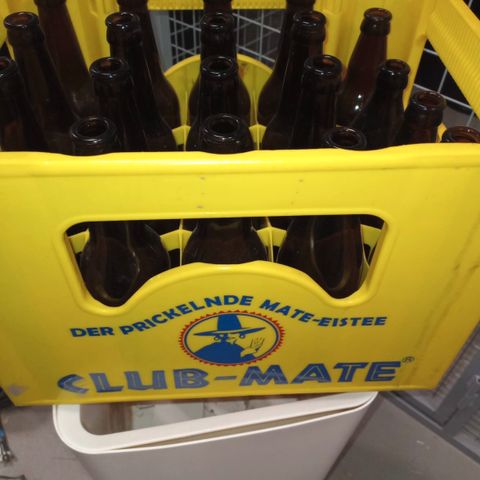 DER PRICKELNDE MATE-EISTEE
CLUB-MATE®